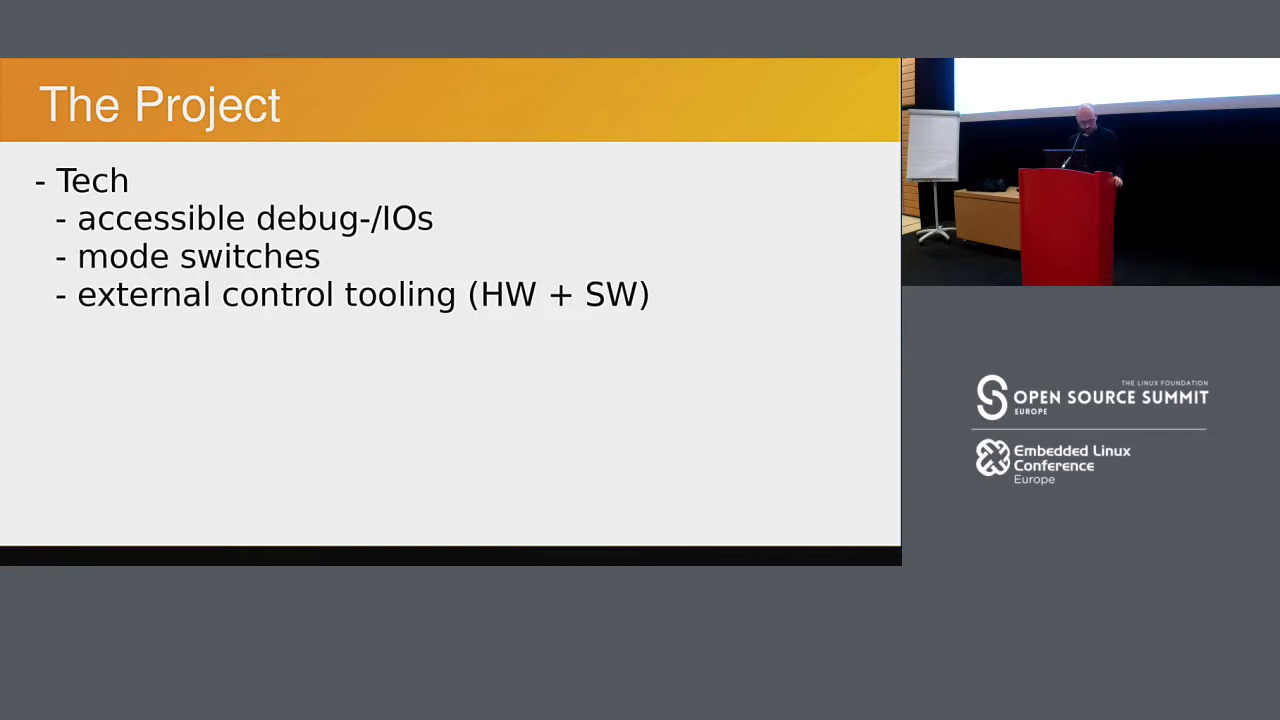 The Project
- Tech
- accessible debug-/IOs
- mode switches
- external control tooling (HW + SW)
THE LINUX FOUNDATION
OPEN SOURCE SUMMIT
EUROPE
Embedded Linux
Conference
Europe